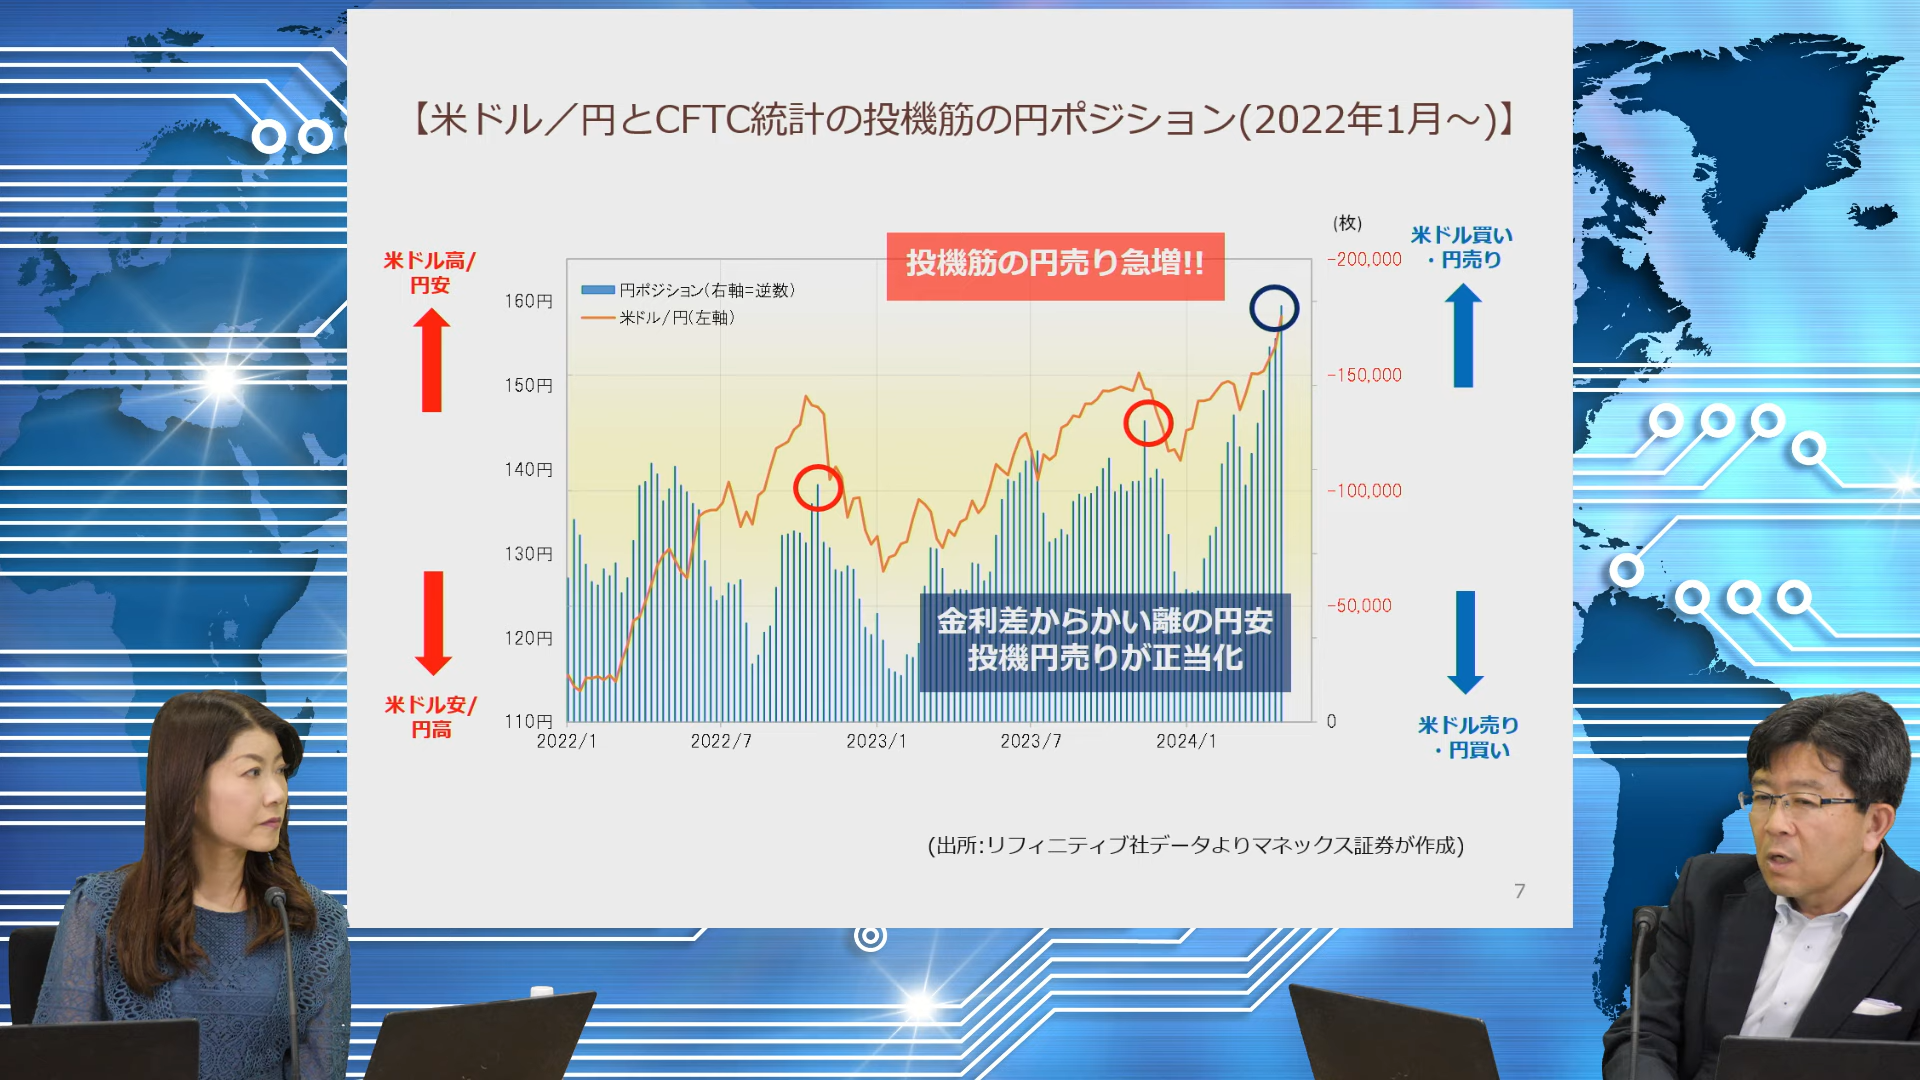 【米ドル／円とCFTC統計の投機筋の円ポジション(2022年1月～)】
(枚)
米ドル高/
円安
米ドル買い
・円売り
投機筋の円売り急増!!
円ポジション(右軸=逆数)
米ドル/円(左軸)
160円
150円
140円
130円
120円
110円
-200,000
-150,000
-100,000
-50,000
0
金利差からかい離の円安
投機円売りが正当化
米ドル安/
円高
米ドル売り
・円買い
2022/1
2022/7
2023/1
2023/7
2024/1
(出所:リフィニティブ社データよりマネックス証券が作成)
7